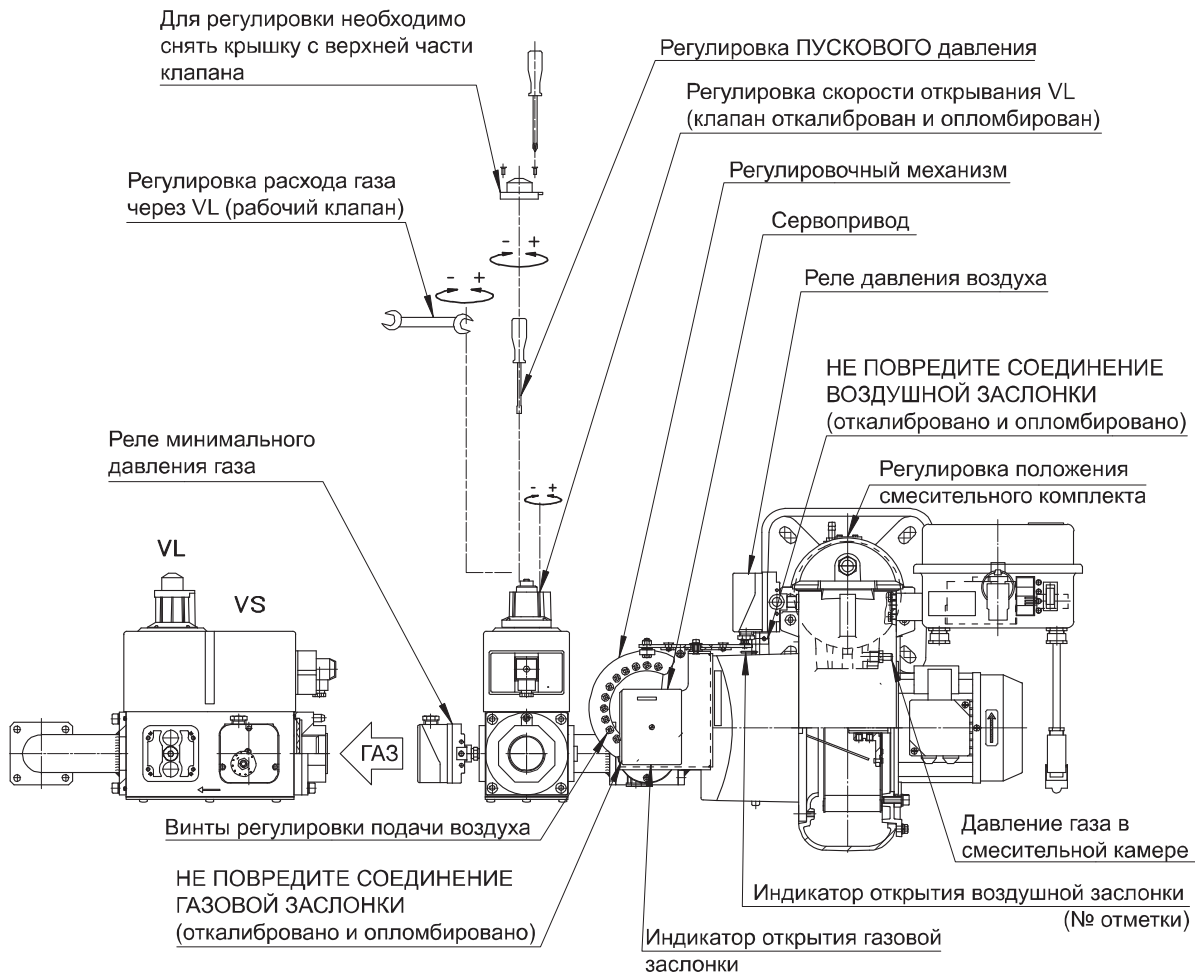 Для регулировки необходимо
снять крышку с верхней части
клапана
Регулировка ПУСКОВОГО давления
Регулировка скорости открывания VL
(клапан откалиброван и опломбирован)
Регулировочный механизм
Регулировка расхода газа
через VL (рабочий клапан)
Сервопривод
- +
- +
Реле давления воздуха
НЕ ПОВРЕДИТЕ СОЕДИНЕНИЕ
ВОЗДУШНОЙ ЗАСЛОНКИ
(откалибровано и опломбировано)
Реле минимального
давления газа
Регулировка положения
смесительного комплекта
- +
VL
VS
ГАЗ
Винты регулировки подачи воздуха
Давление газа в
смесительной камере
НЕ ПОВРЕДИТЕ СОЕДИНЕНИЕ
ГАЗОВОЙ ЗАСЛОНКИ
(откалибровано и опломбировано)
Индикатор открытия воздушной заслонки
(№ отметки)
Индикатор открытия газовой
заслонки